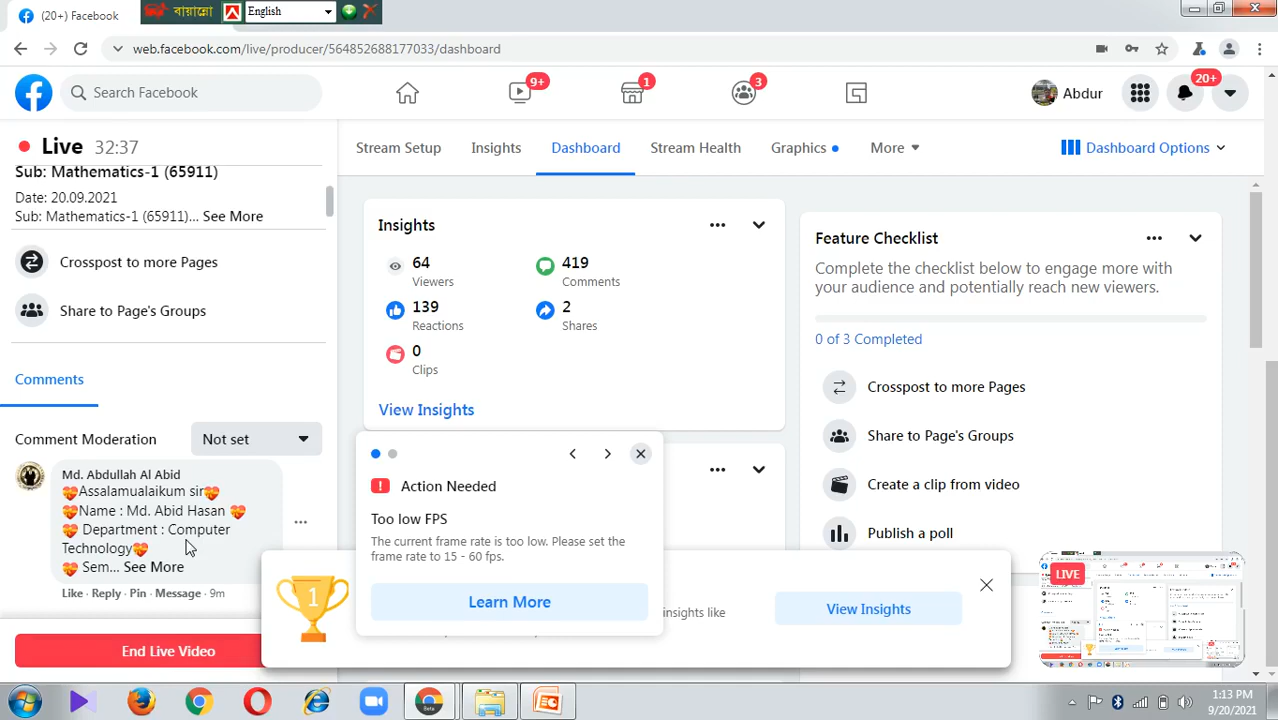 (20+) Facebook
বায়ান্নো
English
web.facebook.com/live/producer/564852688177033/dashboard
Search Facebook
9+
1
3
Abdur
20+
Live 32:37
Stream Setup
Insights
Dashboard
Stream Health
Graphics
More
Dashboard Options
Sub: Mathematics-1 (65911)
Date: 20.09.2021
Sub: Mathematics-1 (65911)... See More
Crosspost to more Pages
Share to Page's Groups
Comments
Comment Moderation
Not set
Md. Abdullah Al Abid
Assalamualaikum sir
Name : Md. Abid Hasan
Department : Computer
Technology
Sem... See More
Like · Reply · Pin · Message · 9m
End Live Video
Insights
64
Viewers
419
Comments
139
Reactions
2
Shares
0
Clips
View Insights
Action Needed
Too low FPS
The current frame rate is too low. Please set the
frame rate to 15 - 60 fps.
Learn More
1
insights like
View Insights
Feature Checklist
Complete the checklist below to engage more with
your audience and potentially reach new viewers.
0 of 3 Completed
Crosspost to more Pages
Share to Page's Groups
Create a clip from video
Publish a poll
LIVE
1:13 PM
9/20/2021